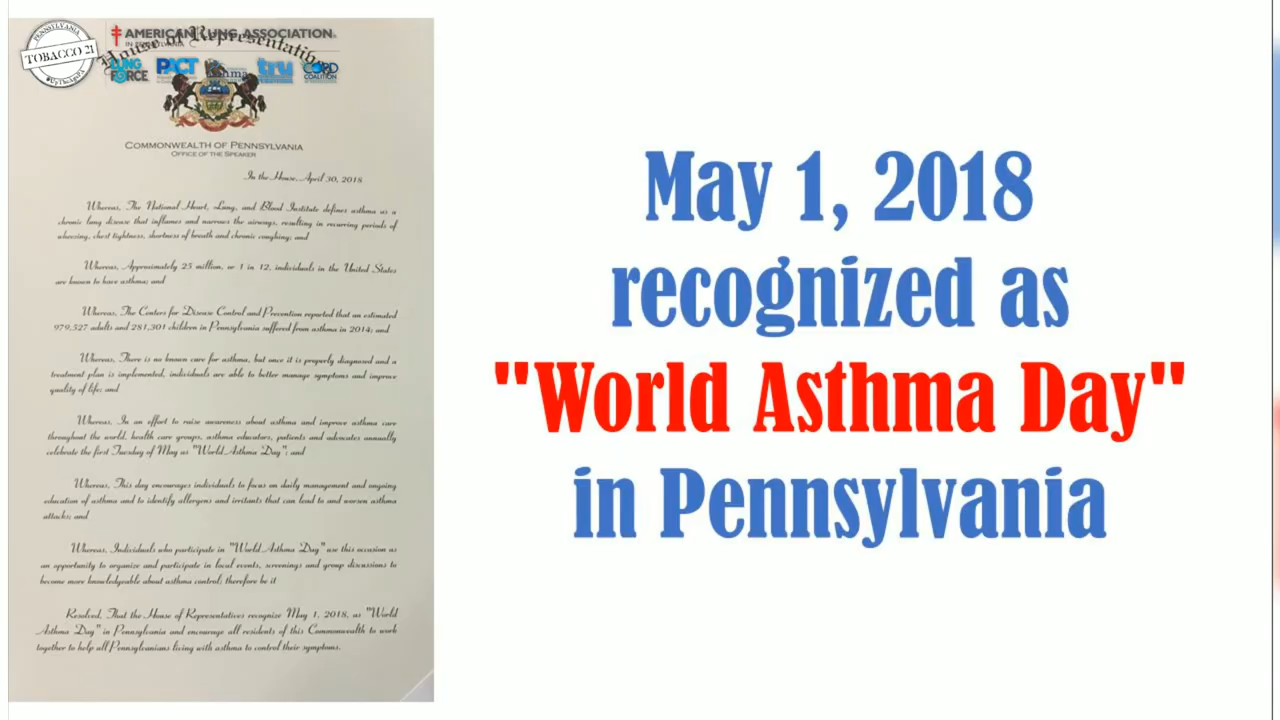 PENNSYLVANIA
TOBACCO 21
AMERICAN LUNG ASSOCIATION®
IN PENNSYLVANIA
House of Representatives
LUNG FORCE
PACT
tru
COPD
COALITION
COMMONWEALTH OF PENNSYLVANIA
OFFICE OF THE SPEAKER
In the House, April 30, 2018
Whereas, The National Heart, Lung, and Blood Institute defines asthma as a
chronic lung disease that inflames and narrows the airways, resulting in recurring periods of
wheezing, chest tightness, shortness of breath and chronic coughing; and
Whereas, Approximately 25 million, or 1 in 12, individuals in the United States
are known to have asthma; and
Whereas, The Centers for Disease Control and Prevention reported that an estimated
979,527 adults and 281,301 children in Pennsylvania suffered from asthma in 2014; and
Whereas, There is no known cure for asthma, but once it is properly diagnosed and a
treatment plan is implemented, individuals are able to better manage symptoms and improve
quality of life; and
Whereas, In an effort to raise awareness about asthma and improve asthma care
throughout the world, health care groups, asthma educators, patients and advocates annually
celebrate the first Tuesday of May as "World Asthma Day"; and
Whereas, This day encourages individuals to focus on daily management and ongoing
education of asthma and to identify allergens and irritants that can lead to and worsen asthma
attacks; and
Whereas, Individuals who participate in "World Asthma Day" use this occasion as
an opportunity to organize and participate in local events, screenings and group discussions to
become more knowledgeable about asthma control; therefore be it
Resolved, That the House of Representatives recognize May 1, 2018, as "World
Asthma Day" in Pennsylvania and encourage all residents of this Commonwealth to work
together to help all Pennsylvanians living with asthma to control their symptoms.
May 1, 2018
recognized as
"World Asthma Day"
in Pennsylvania